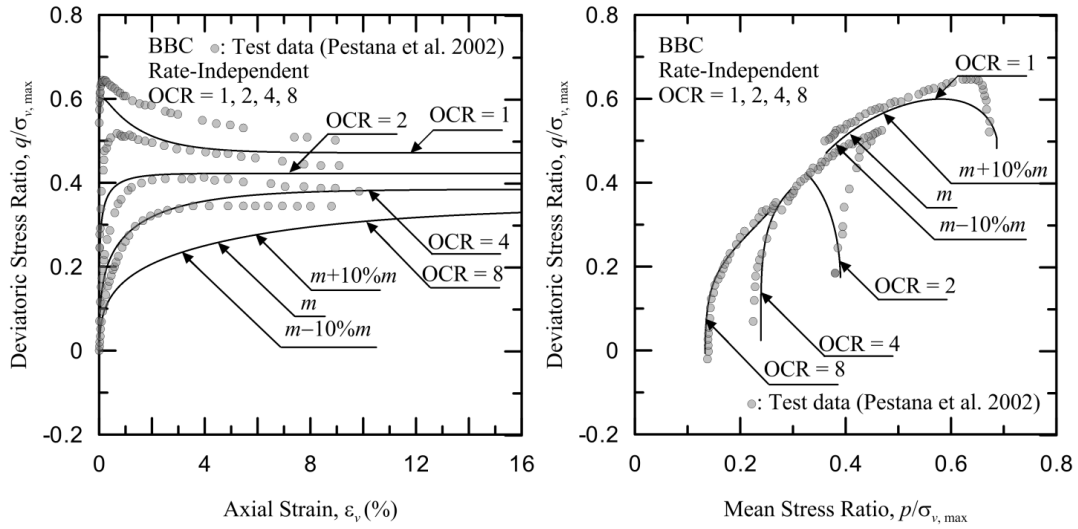 0.8
0.6
0.4
0.2
0
-0.2
0
4
8
12
16
Deviatoric Stress Ratio, q/σv, max
Axial Strain, εv (%)
BBC : Test data (Pestana et al. 2002)
Rate-Independent
OCR = 1, 2, 4, 8
OCR = 2
OCR = 1
OCR = 4
OCR = 8
m+10%m
m
m−10%m
0.8
0.6
0.4
0.2
0
-0.2
0.2
0.4
0.6
0.8
Deviatoric Stress Ratio, q/σv, max
Mean Stress Ratio, p/σv, max
BBC
Rate-Independent
OCR = 1, 2, 4, 8
OCR = 1
m+10%m
m
m−10%m
OCR = 2
OCR = 4
OCR = 8
: Test data (Pestana et al. 2002)